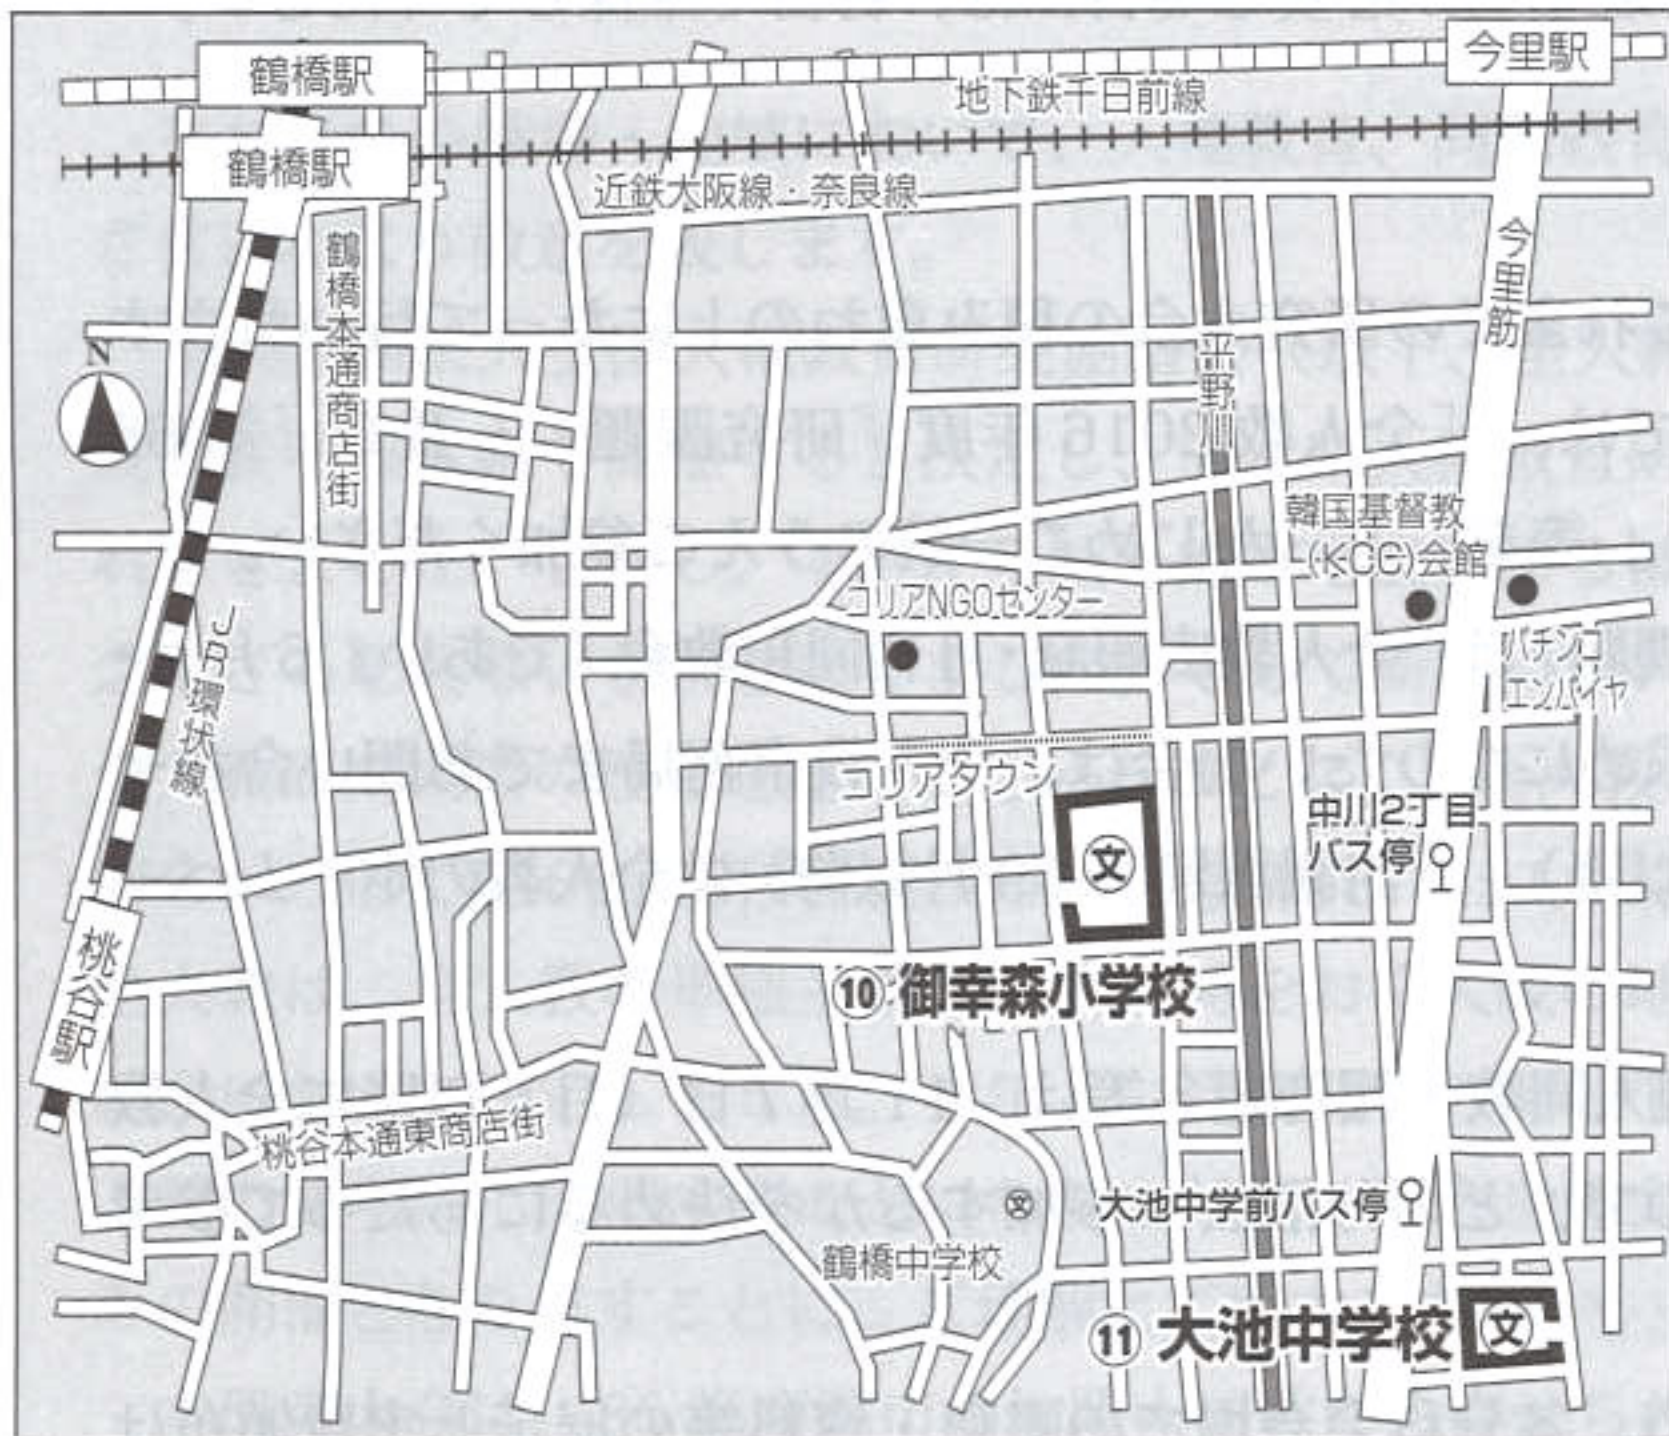 鶴橋駅
今里駅
地下鉄千日前線
鶴橋駅
近鉄大阪線・奈良線
今里筋
鶴橋本通商店街
N
平野川
韓国基督教
(KCC)会館
コリアNGOセンター
パチンコ
エンパイヤ
JR環状線
コリアタウン
中川2丁目
バス停
文
桃谷駅
⑩ 御幸森小学校
桃谷本通東商店街
文
大池中学前バス停
鶴橋中学校
⑪ 大池中学校
文